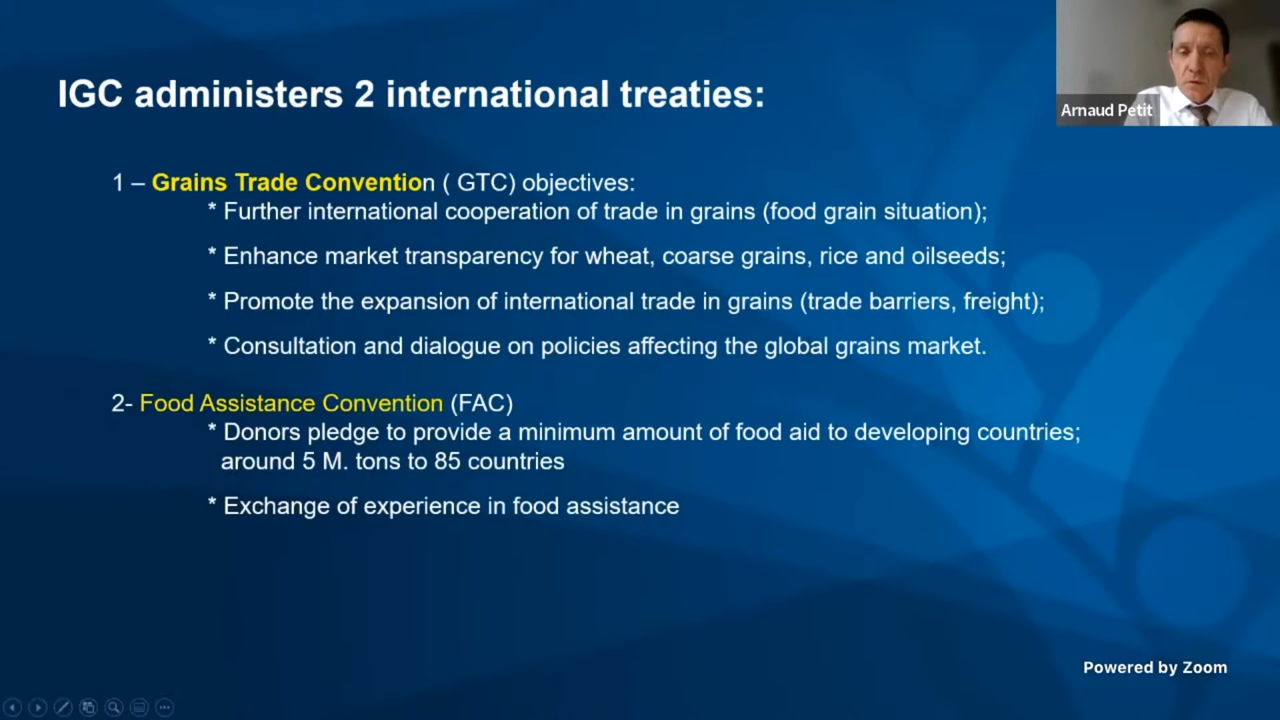 IGC administers 2 international treaties:
Arnaud Petit
1 – Grains Trade Convention ( GTC) objectives:
* Further international cooperation of trade in grains (food grain situation);
* Enhance market transparency for wheat, coarse grains, rice and oilseeds;
* Promote the expansion of international trade in grains (trade barriers, freight);
* Consultation and dialogue on policies affecting the global grains market.
2- Food Assistance Convention (FAC)
* Donors pledge to provide a minimum amount of food aid to developing countries;
around 5 M. tons to 85 countries
* Exchange of experience in food assistance
Powered by Zoom